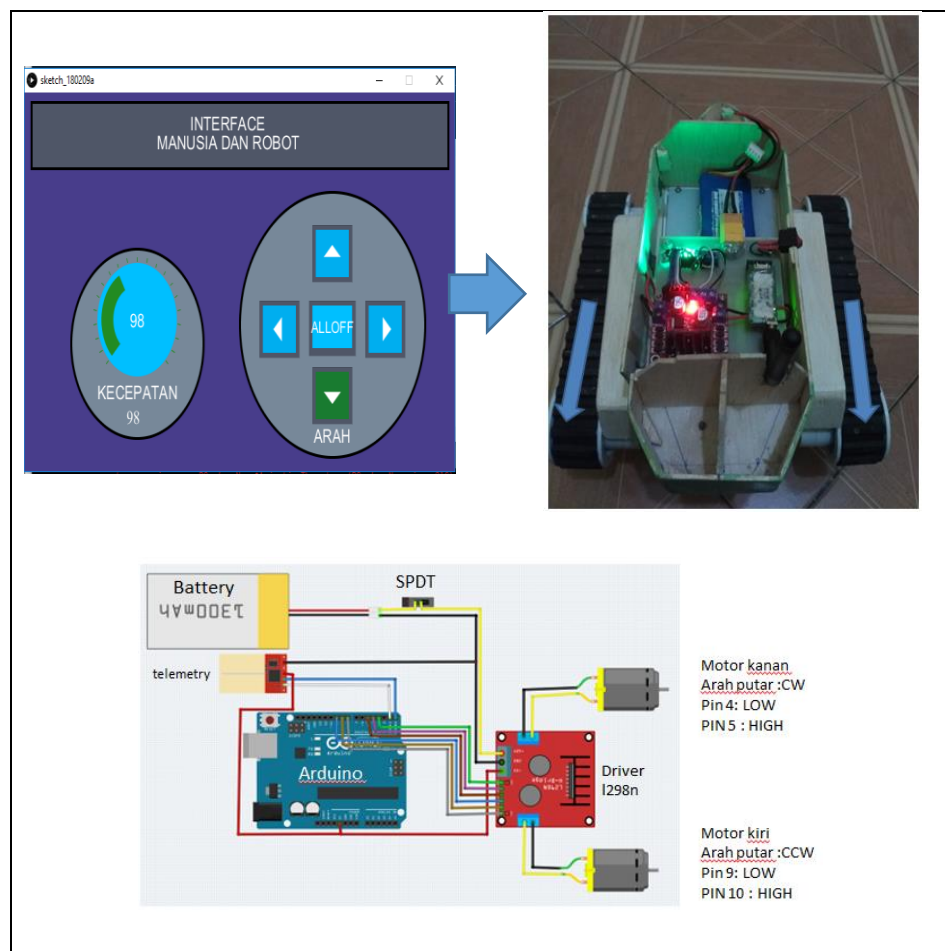 sketch_180209a
INTERFACE
MANUSIA DAN ROBOT
98
KECEPATAN
98
ALLOFF
ARAH
Battery
1300mAh
SPDT
telemetry
Arduino
Driver
l298n
Motor kanan
Arah putar :CW
Pin 4: LOW
PIN 5 : HIGH
Motor kiri
Arah putar :CCW
Pin 9: LOW
PIN 10 : HIGH